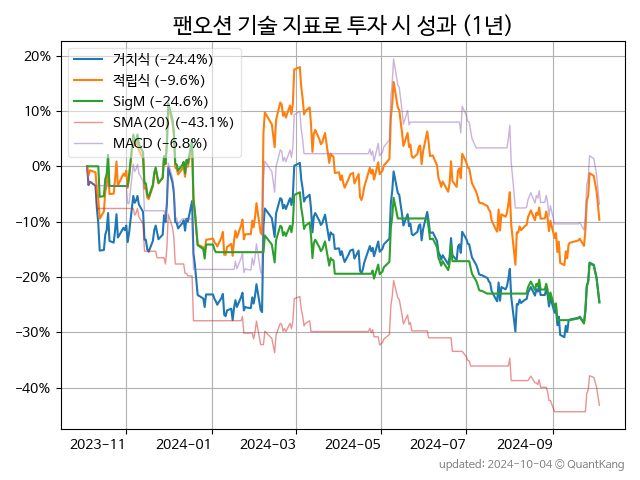 팬오션 기술 지표로 투자 시 성과 (1년)
거치식 (−24.4%)
적립식 (−9.6%)
SigM (−24.6%)
SMA(20) (−43.1%)
MACD (−6.8%)
20%
10%
0%
−10%
−20%
−30%
−40%
2023-11
2024-01
2024-03
2024-05
2024-07
2024-09
updated: 2024-10-04 © QuantKang